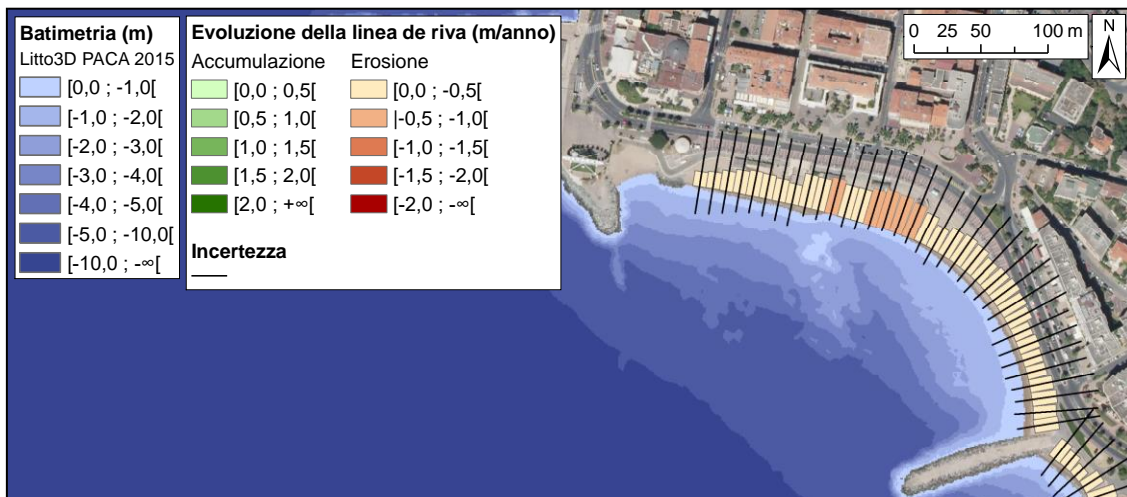 Batimetria (m)
Litto3D PACA 2015
[0,0 ; -1,0[
[-1,0 ; -2,0[
[-2,0 ; -3,0[
[-3,0 ; -4,0[
[-4,0 ; -5,0[
[-5,0 ; -10,0[
[-10,0 ; -∞[
Evoluzione della linea de riva (m/anno)
Accumulazione
[0,0 ; 0,5[
[0,5 ; 1,0[
[1,0 ; 1,5[
[1,5 ; 2,0[
[2,0 ; +∞[
Erosione
[0,0 ; -0,5[
|-0,5 ; -1,0[
[-1,0 ; -1,5[
[-1,5 ; -2,0[
[-2,0 ; -∞[
Incertezza
0 25 50 100 m
N